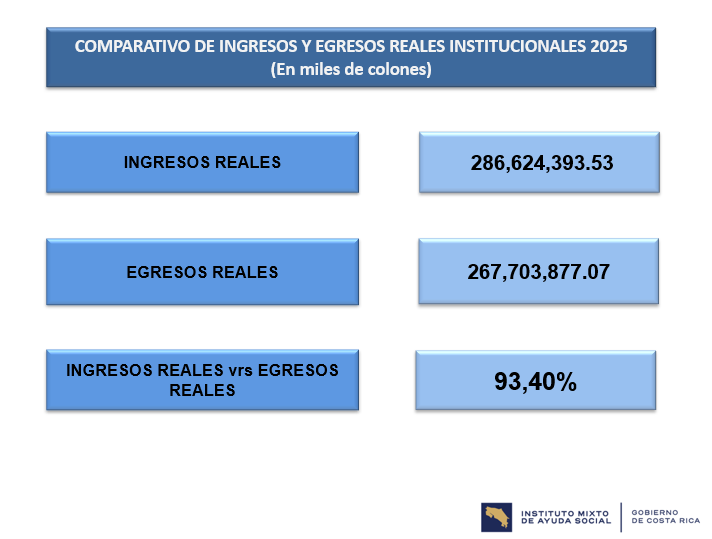 COMPARATIVO DE INGRESOS Y EGRESOS REALES INSTITUCIONALES 2025
(En miles de colones)
INGRESOS REALES
286,624,393.53
EGRESOS REALES
267,703,877.07
INGRESOS REALES vrs EGRESOS
REALES
93,40%
INSTITUTO MIXTO
DE AYUDA SOCIAL
GOBIERNO
DE COSTA RICA